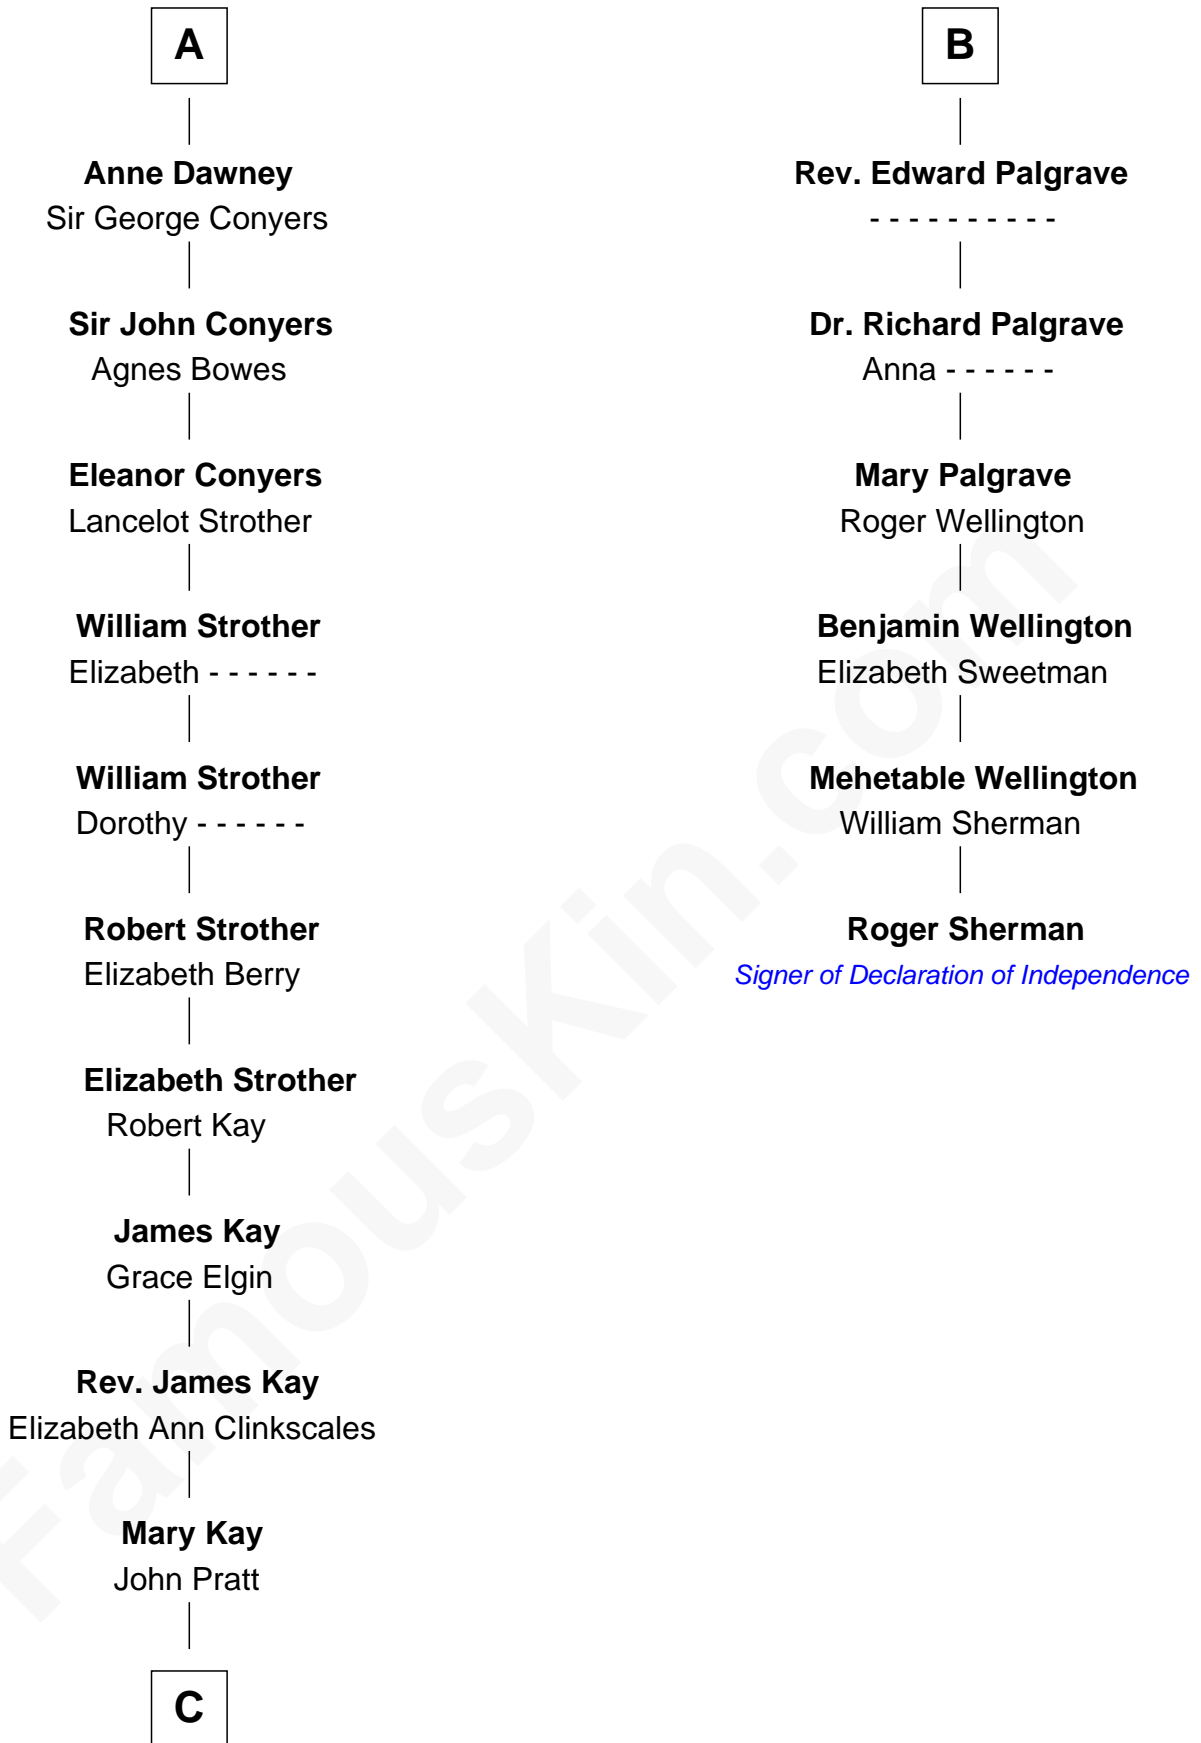 A
Anne Dawney
Sir George Conyers
Sir John Conyers
Agnes Bowes
Eleanor Conyers
Lancelot Strother
William Strother
Elizabeth - - - - - -
William Strother
Dorothy - - - - - -
Robert Strother
Elizabeth Berry
Elizabeth Strother
Robert Kay
James Kay
Grace Elgin
Rev. James Kay
Elizabeth Ann Clinkscales
Mary Kay
John Pratt
C
B
Rev. Edward Palgrave
- - - - - - - - - -
Dr. Richard Palgrave
Anna - - - - - -
Mary Palgrave
Roger Wellington
Benjamin Wellington
Elizabeth Sweetman
Mehetable Wellington
William Sherman
Roger Sherman
Signer of Declaration of Independence
FamousKin.com